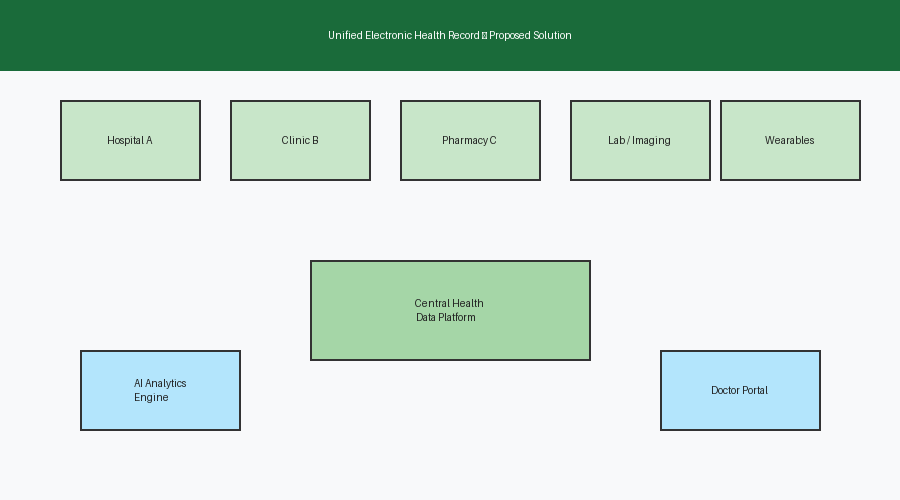 Unified Electronic Health Record ▯ Proposed Solution
Hospital A
Clinic B
Pharmacy C
Lab / Imaging
Wearables
Central Health
Data Platform
AI Analytics
Engine
Doctor Portal